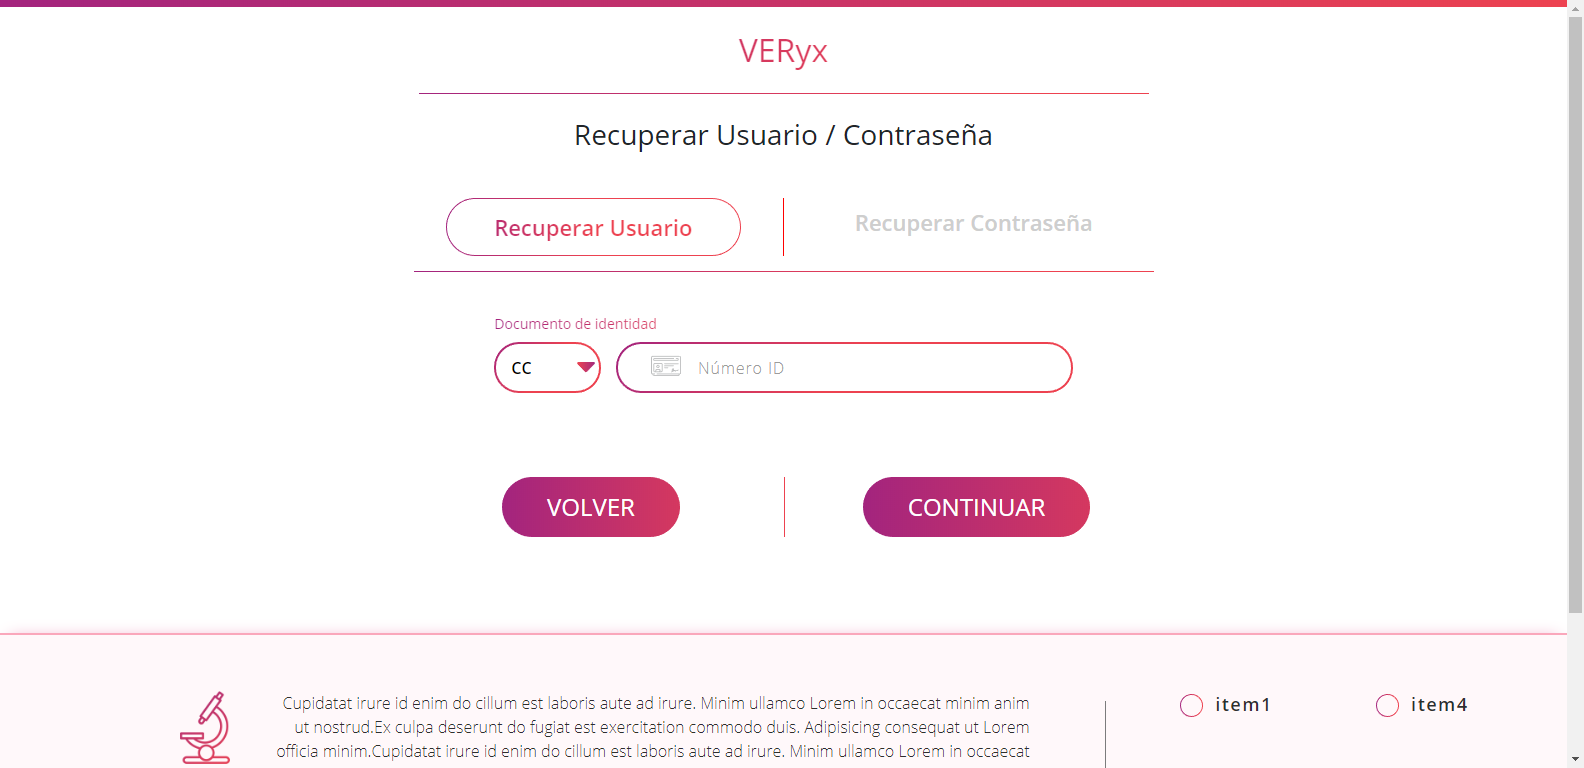 VERyx
Recuperar Usuario / Contraseña
Recuperar Usuario
Recuperar Contraseña
Documento de identidad
CC
Número ID
VOLVER
CONTINUAR
Cupidatat irure id enim do cillum est laboris aute ad irure. Minim ullamco Lorem in occaecat minim anim
ut nostrud.Ex culpa deserunt do fugiat est exercitation commodo duis. Adipisicing consequat ut Lorem
officia minim.Cupidatat irure id enim do cillum est laboris aute ad irure. Minim ullamco Lorem in occaecat
item1
item4